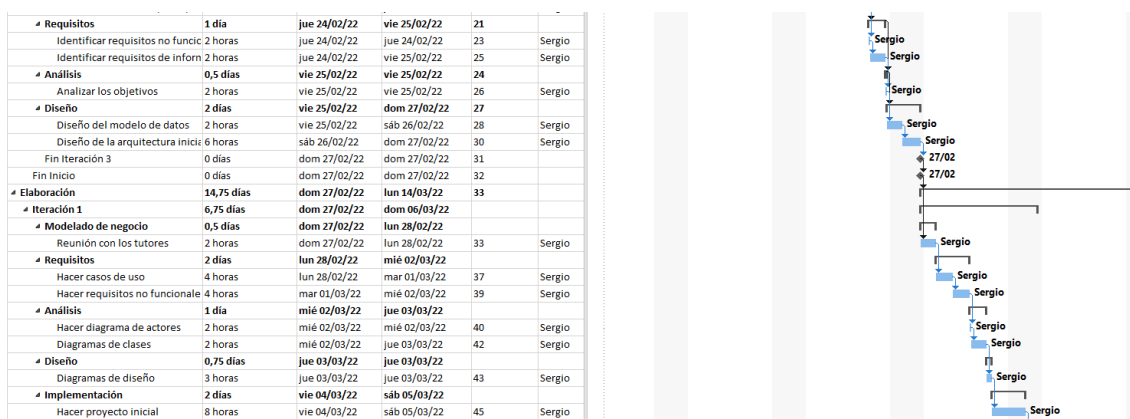 Requisitos 1 día jue 24/02/22 vie 25/02/22 21
Identificar requisitos no funcic 2 horas jue 24/02/22 jue 24/02/22 23 Sergio Sergio
Identificar requisitos de inforn 2 horas jue 24/02/22 vie 25/02/22 25 Sergio Sergio
Análisis 0,5 días vie 25/02/22 vie 25/02/22 24
Analizar los objetivos 2 horas vie 25/02/22 vie 25/02/22 26 Sergio Sergio
Diseño 2 días vie 25/02/22 dom 27/02/22 27
Diseño del modelo de datos 2 horas vie 25/02/22 sáb 26/02/22 28 Sergio Sergio
Diseño de la arquitectura inicia 6 horas sáb 26/02/22 dom 27/02/22 30 Sergio Sergio
Fin Iteración 3 0 días dom 27/02/22 dom 27/02/22 31 27/02
Fin Inicio 0 días dom 27/02/22 dom 27/02/22 32 27/02
Elaboración 14,75 días dom 27/02/22 lun 14/03/22 33
Iteración 1 6,75 días dom 27/02/22 dom 06/03/22
Modelado de negocio 0,5 días dom 27/02/22 lun 28/02/22
Reunión con los tutores 2 horas dom 27/02/22 lun 28/02/22 33 Sergio Sergio
Requisitos 2 días lun 28/02/22 mié 02/03/22
Hacer casos de uso 4 horas lun 28/02/22 mar 01/03/22 37 Sergio Sergio
Hacer requisitos no funcionale 4 horas mar 01/03/22 mié 02/03/22 39 Sergio Sergio
Análisis 1 día mié 02/03/22 jue 03/03/22
Hacer diagrama de actores 2 horas mié 02/03/22 mié 02/03/22 40 Sergio Sergio
Diagramas de clases 2 horas mié 02/03/22 jue 03/03/22 42 Sergio Sergio
Diseño 0,75 días jue 03/03/22 jue 03/03/22
Diagramas de diseño 3 horas jue 03/03/22 jue 03/03/22 43 Sergio Sergio
Implementación 2 días vie 04/03/22 sáb 05/03/22
Hacer proyecto inicial 8 horas vie 04/03/22 sáb 05/03/22 45 Sergio Sergio